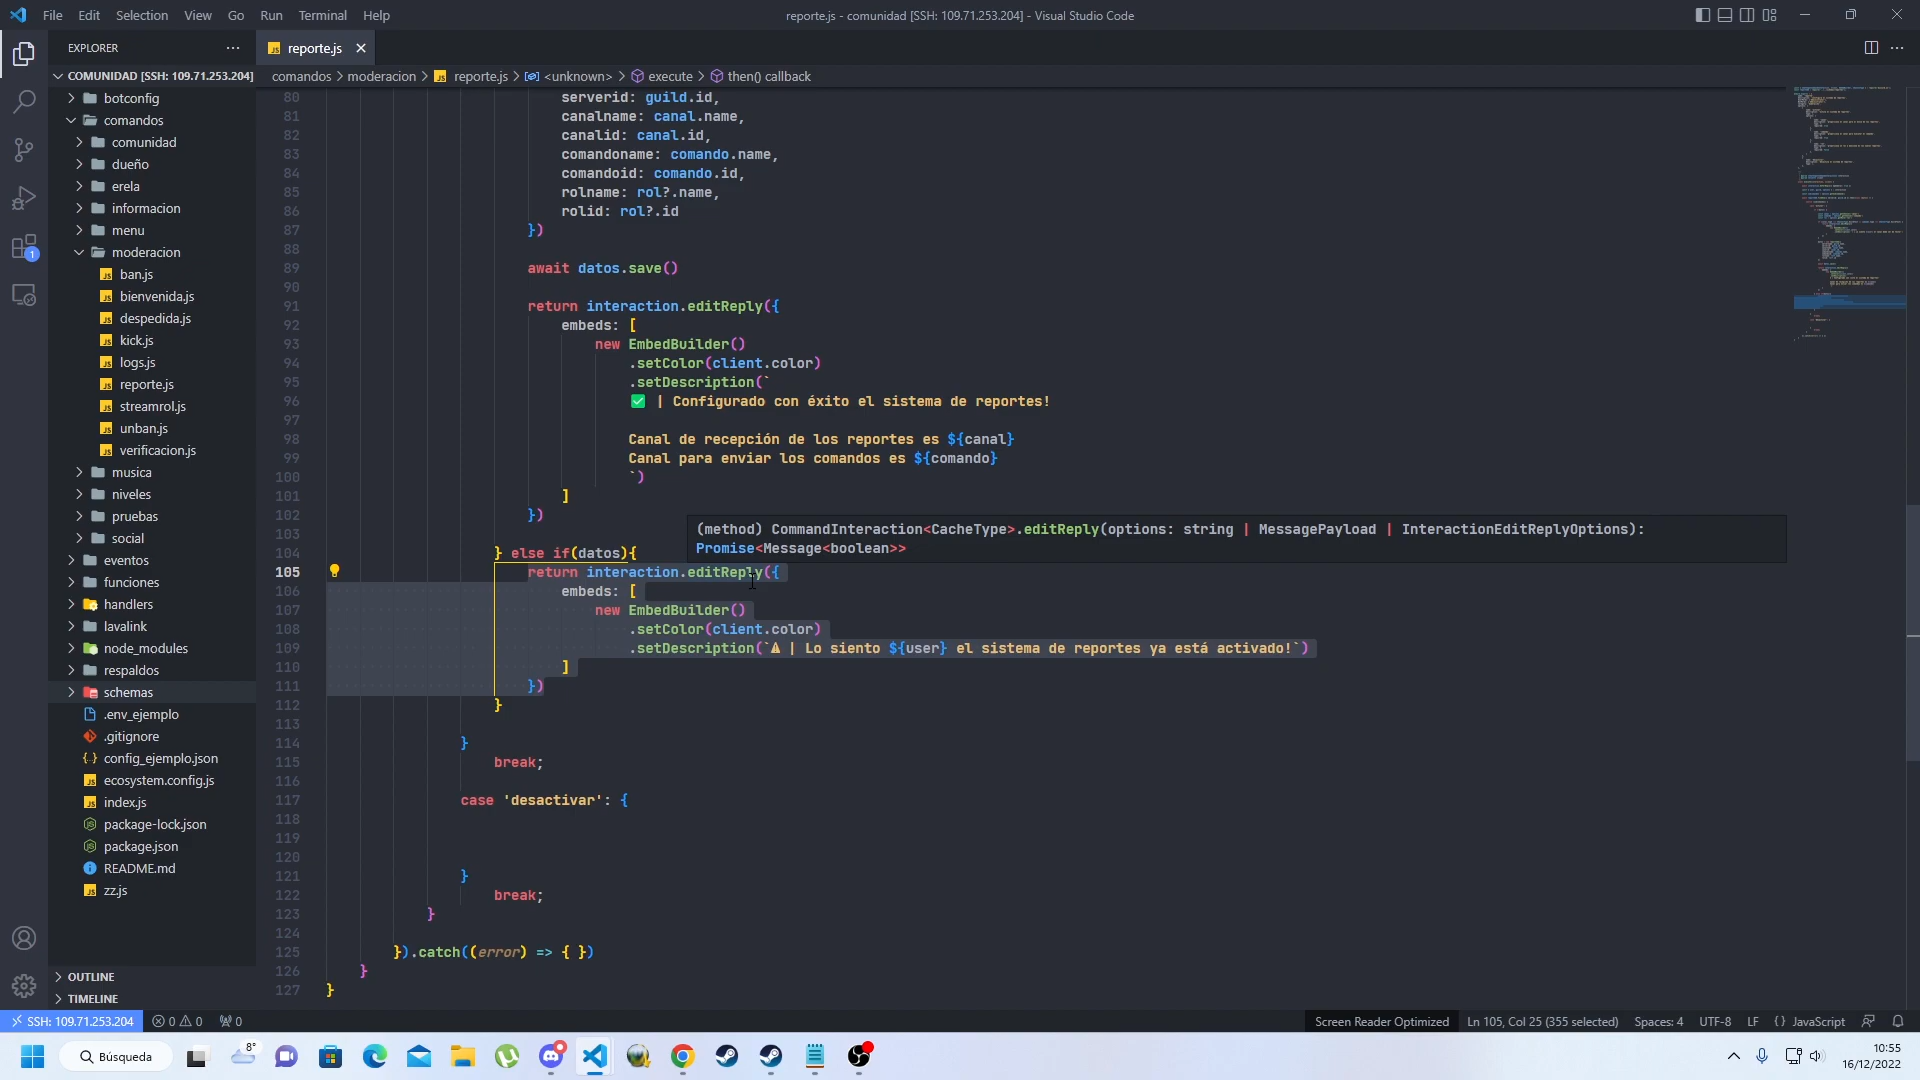 File Edit Selection View Go Run Terminal Help
reporte.js - comunidad [SSH: 109.71.253.204] - Visual Studio Code
EXPLORER
reporte.js
COMUNIDAD [SSH: 109.71.253.204]
comandos > moderacion > reporte.js > <unknown> > execute > then() callback
botconfig
comandos
comunidad
dueño
erela
informacion
menu
moderacion
ban.js
bienvenida.js
despedida.js
kick.js
logs.js
reporte.js
streamrol.js
unban.js
verificacion.js
musica
niveles
pruebas
social
eventos
funciones
handlers
lavalink
node_modules
respaldos
schemas
.env_ejemplo
.gitignore
config_ejemplo.json
ecosystem.config.js
index.js
package-lock.json
package.json
README.md
zz.js
OUTLINE
TIMELINE
80 serverid: guild.id,
81 canalname: canal.name,
82 canalid: canal.id,
83 comandoname: comando.name,
84 comandoid: comando.id,
85 rolname: rol?.name,
86 rolid: rol?.id
87 })
88
89 await datos.save()
90
91 return interaction.editReply({
92 embeds: [
93 new EmbedBuilder()
94 .setColor(client.color)
95 .setDescription(`
96 ✅ | Configurado con éxito el sistema de reportes!
97
98 Canal de recepción de los reportes es ${canal}
99 Canal para enviar los comandos es ${comando}
100 `)
101 ]
102 })
103
(method) CommandInteraction<CacheType>.editReply(options: string | MessagePayload | InteractionEditReplyOptions):
Promise<Message<boolean>>
104 } else if(datos){
105 return interaction.editReply({
106 embeds: [
107 new EmbedBuilder()
108 .setColor(client.color)
109 .setDescription(`⚠ | Lo siento ${user} el sistema de reportes ya está activado!`)
110 ]
111 })
112 }
113
114 }
115 break;
116
117 case 'desactivar': {
118
119
120
121 }
122 break;
123 }
124
125 }).catch((error) => { })
126 }
127 }
SSH: 109.71.253.204 0 0 0
Screen Reader Optimized Ln 105, Col 25 (355 selected) Spaces: 4 UTF-8 LF {} JavaScript
Búsqueda
8°
10:55
16/12/2022